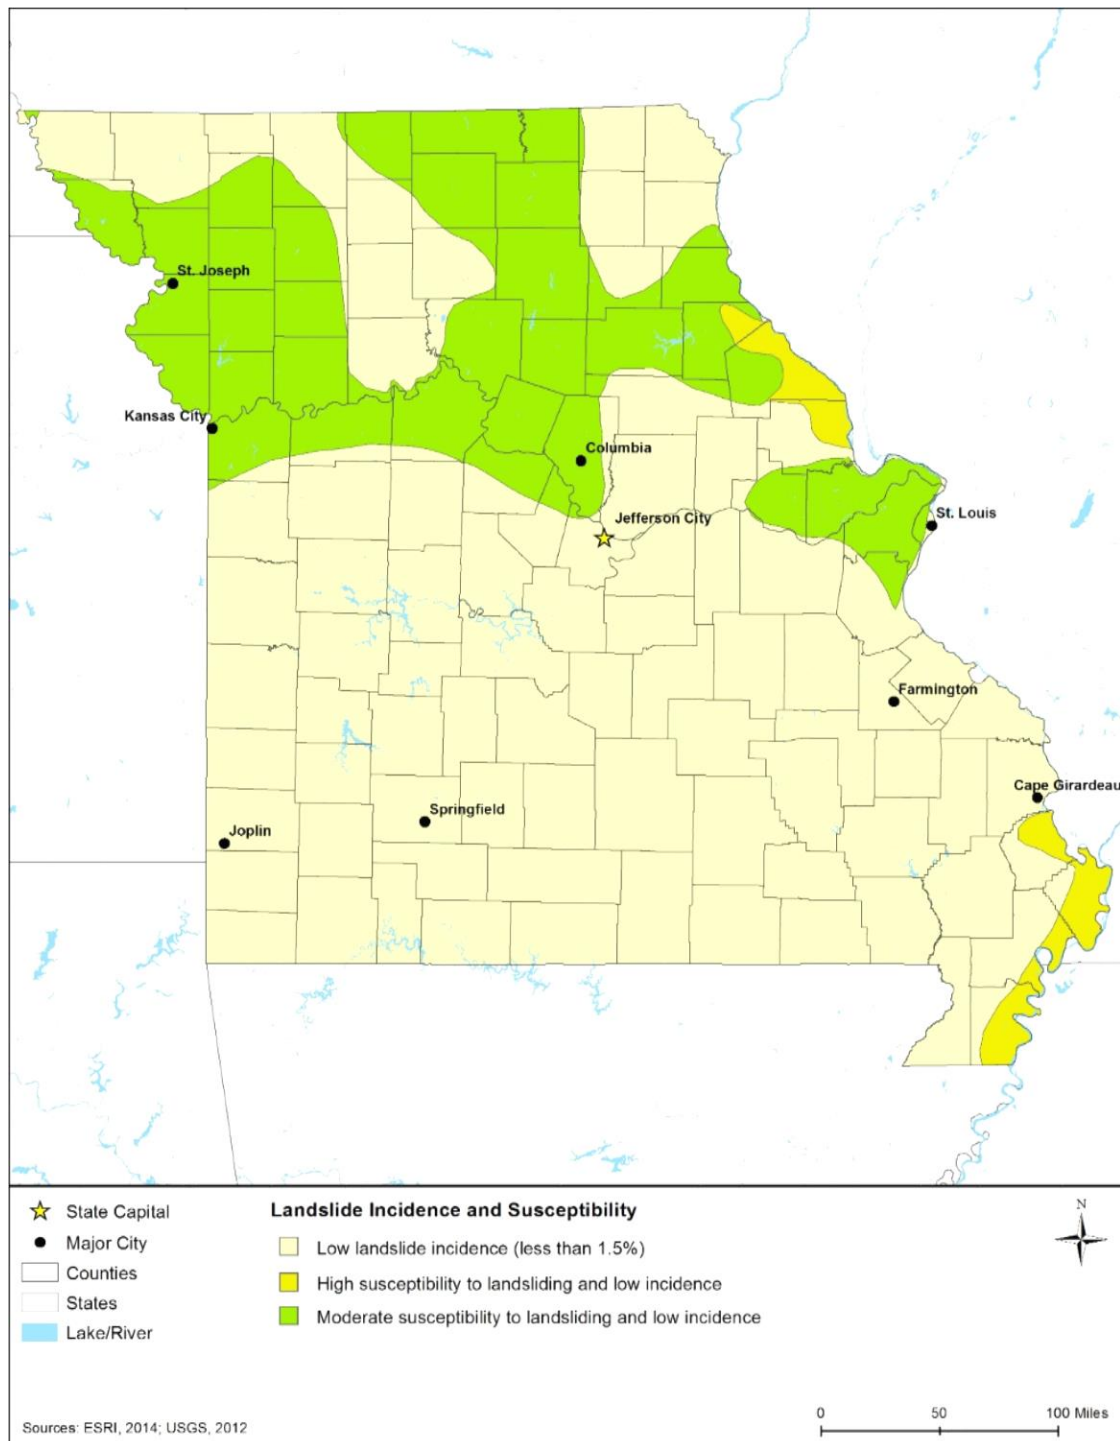 St. Joseph
Kansas City
Columbia
Jefferson City
St. Louis
Farmington
Cape Girardeau
Springfield
Joplin
State Capital
Major City
Counties
States
Lake/River
Landslide Incidence and Susceptibility
Low landslide incidence (less than 1.5%)
High susceptibility to landsliding and low incidence
Moderate susceptibility to landsliding and low incidence
N
Sources: ESRI, 2014; USGS, 2012
0 50 100 Miles